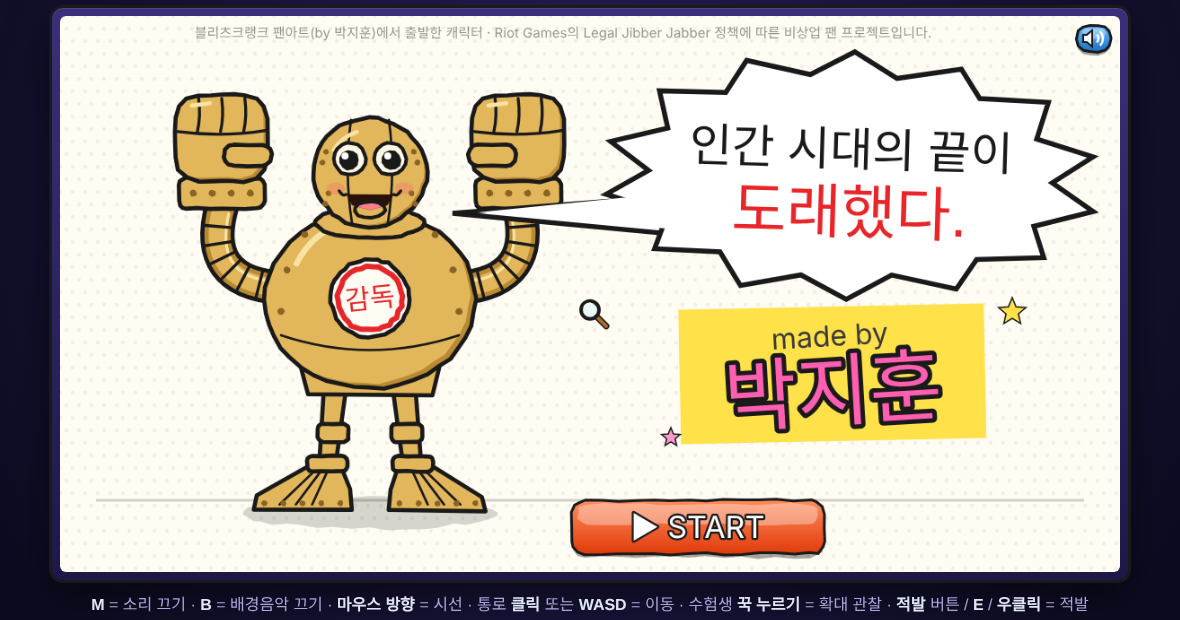 블리츠크랭크 팬아트(by 박지훈)에서 출발한 캐릭터 · Riot Games의 Legal Jibber Jabber 정책에 따른 비상업 팬 프로젝트입니다.
인간 시대의 끝이
도래했다.
감독
made by
박지훈
START
M = 소리 끄기 · B = 배경음악 끄기 · 마우스 방향 = 시선 · 통로 클릭 또는 WASD = 이동 · 수험생 꾹 누르기 = 확대 관찰 · 적발 버튼 / E / 우클릭 = 적발